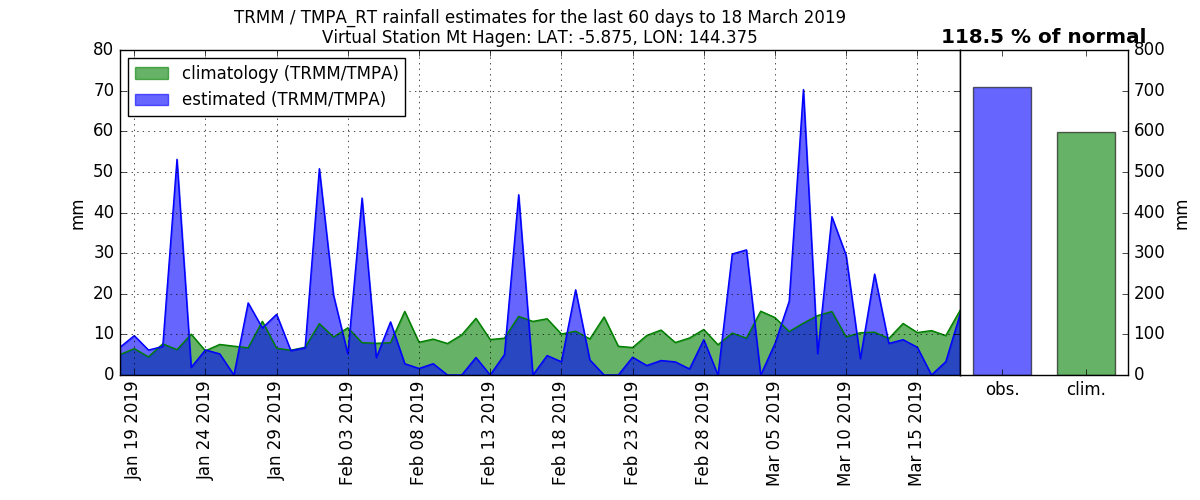 TRMM / TMPA_RT rainfall estimates for the last 60 days to 18 March 2019
Virtual Station Mt Hagen: LAT: -5.875, LON: 144.375
118.5 % of normal
climatology (TRMM/TMPA)
estimated (TRMM/TMPA)
80
70
60
50
40
30
20
10
0
mm
Jan 19 2019
Jan 24 2019
Jan 29 2019
Feb 03 2019
Feb 08 2019
Feb 13 2019
Feb 18 2019
Feb 23 2019
Feb 28 2019
Mar 05 2019
Mar 10 2019
Mar 15 2019
obs.
clim.
800
700
600
500
400
300
200
100
0
mm